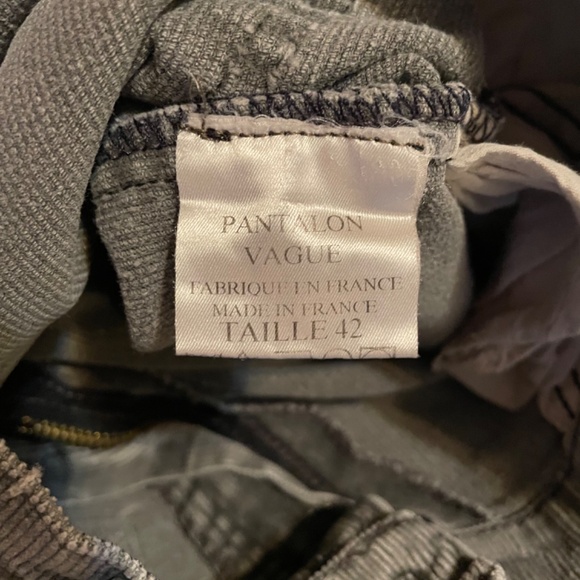 PANTALON
VAGUE
FABRIQUE EN FRANCE
MADE IN FRANCE
TAILLE 42